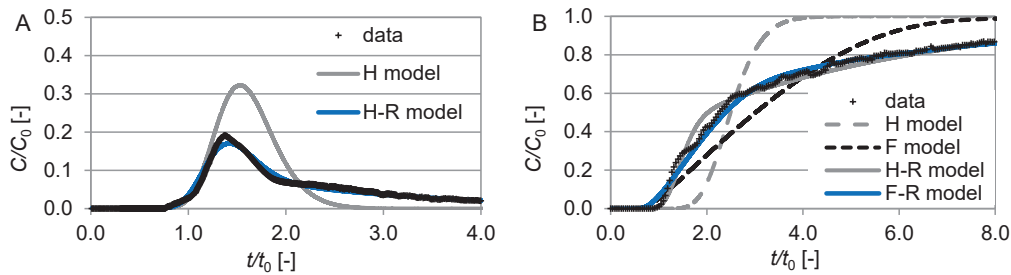 A
0.5
0.4
0.3
0.2
0.1
0.0
C/C0 [-]
0.0 1.0 2.0 3.0 4.0
t/t0 [-]
data
H model
H-R model
B
1.0
0.8
0.6
0.4
0.2
0.0
C/C0 [-]
0.0 2.0 4.0 6.0 8.0
t/t0 [-]
data
H model
F model
H-R model
F-R model